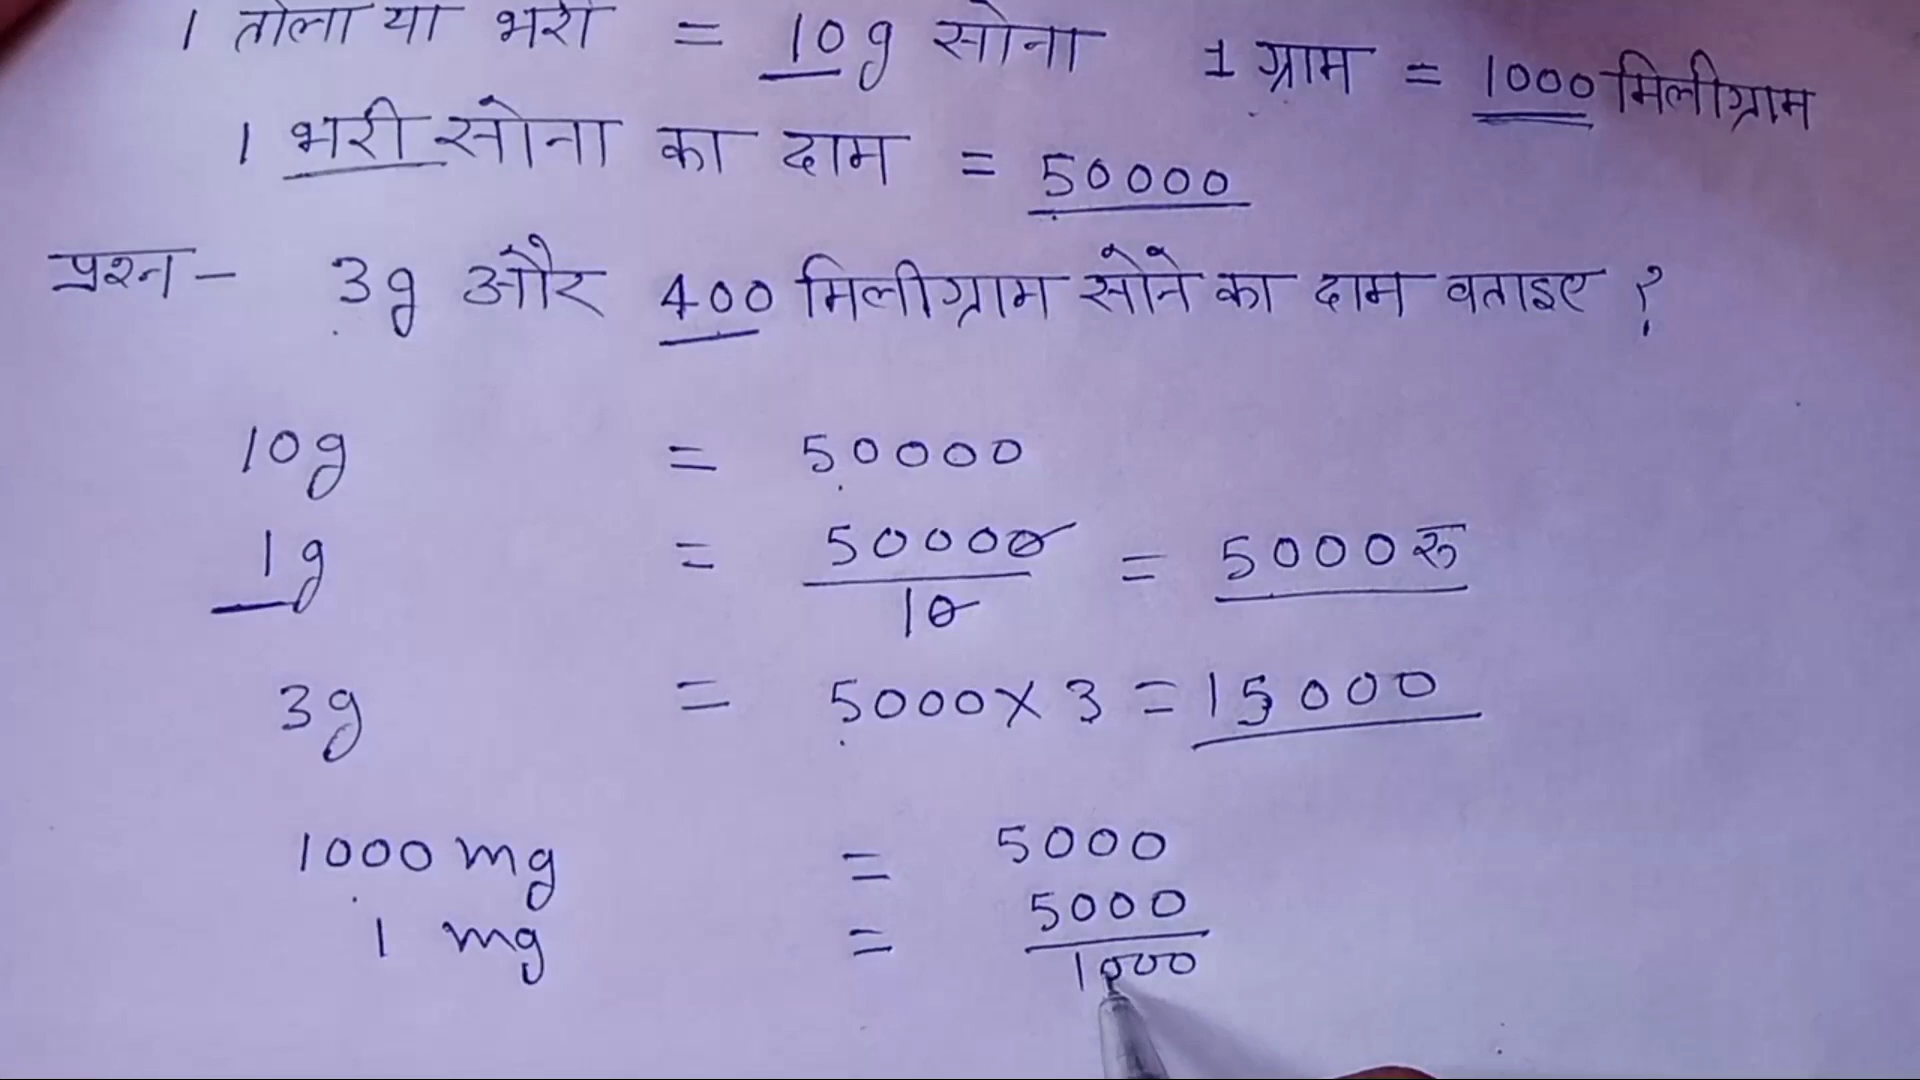 1 तोला या भरी = 10g सोना 1 ग्राम = 1000 मिलीग्राम
1 भरी सोना का दाम = 50000
प्रश्न - 3g और 400 मिलीग्राम सोने का दाम वताइए ?
10g = 50000
1g = 50000/10 = 5000 रु
3g = 5000 X 3 = 15000
1000 mg = 5000
1 mg = 5000/1000